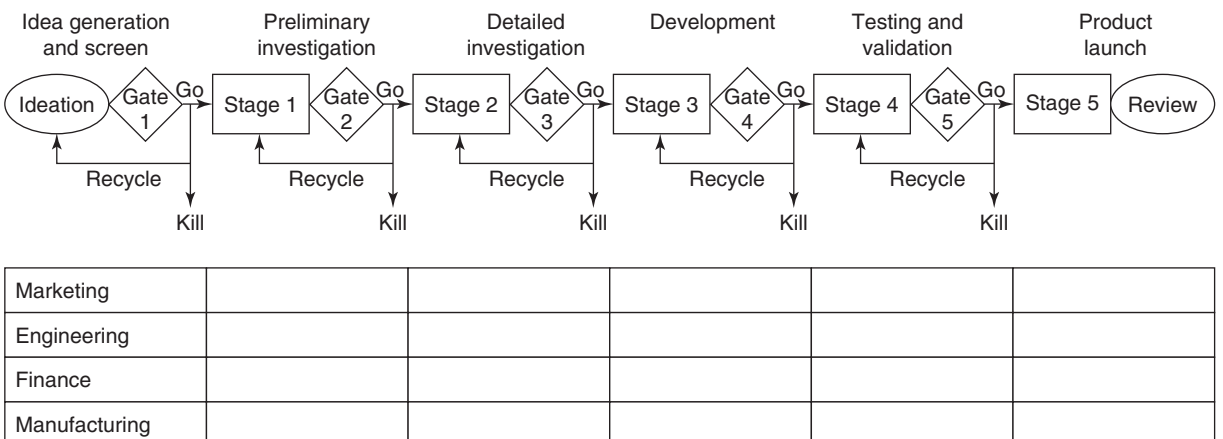 Idea generation
and screen
Preliminary
investigation
Detailed
investigation
Development
Testing and
validation
Product
launch
Ideation
Gate
1
Go
Stage 1
Gate
2
Go
Stage 2
Gate
3
Go
Stage 3
Gate
4
Go
Stage 4
Gate
5
Go
Stage 5
Review
Recycle
Recycle
Recycle
Recycle
Recycle
Kill
Kill
Kill
Kill
Kill
Marketing
Engineering
Finance
Manufacturing